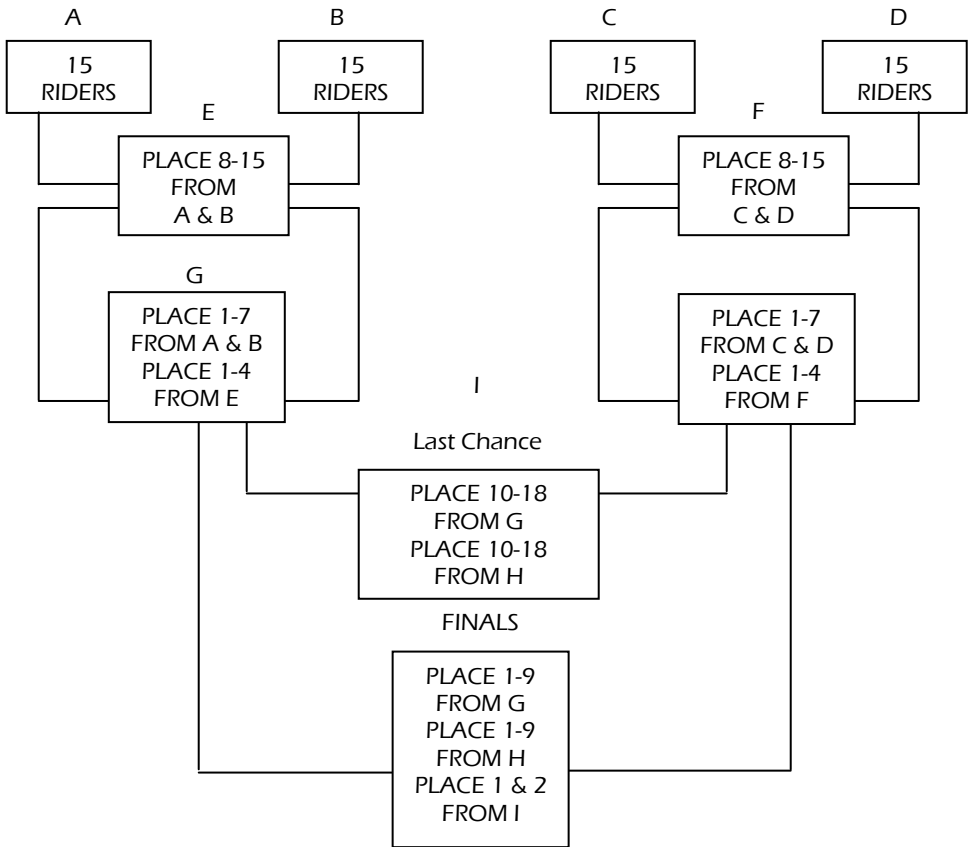 A
B
C
D
15
RIDERS
15
RIDERS
15
RIDERS
15
RIDERS
E
F
PLACE 8-15
FROM
A & B
PLACE 8-15
FROM
C & D
G
PLACE 1-7
FROM A & B
PLACE 1-4
FROM E
PLACE 1-7
FROM C & D
PLACE 1-4
FROM F
I
Last Chance
PLACE 10-18
FROM G
PLACE 10-18
FROM H
FINALS
PLACE 1-9
FROM G
PLACE 1-9
FROM H
PLACE 1 & 2
FROM I